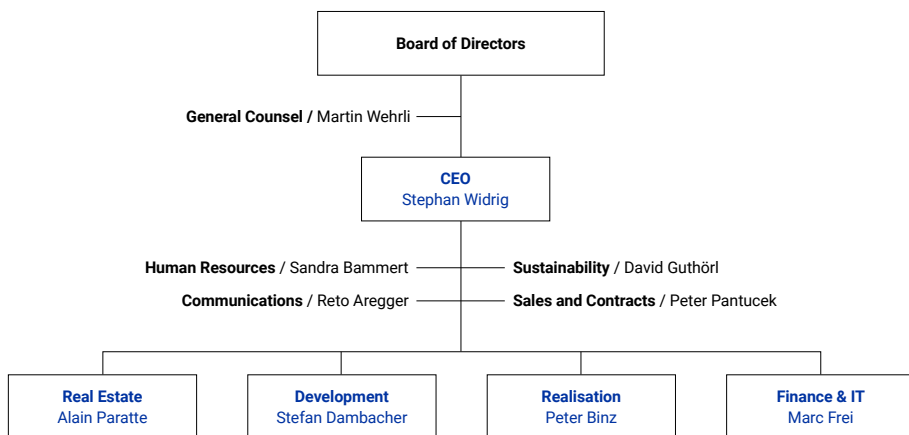 Board of Directors
General Counsel / Martin Wehrli
CEO
Stephan Widrig
Human Resources / Sandra Bammert
Sustainability / David Guthörl
Communications / Reto Aregger
Sales and Contracts / Peter Pantucek
Real Estate
Alain Paratte
Development
Stefan Dambacher
Realisation
Peter Binz
Finance & IT
Marc Frei